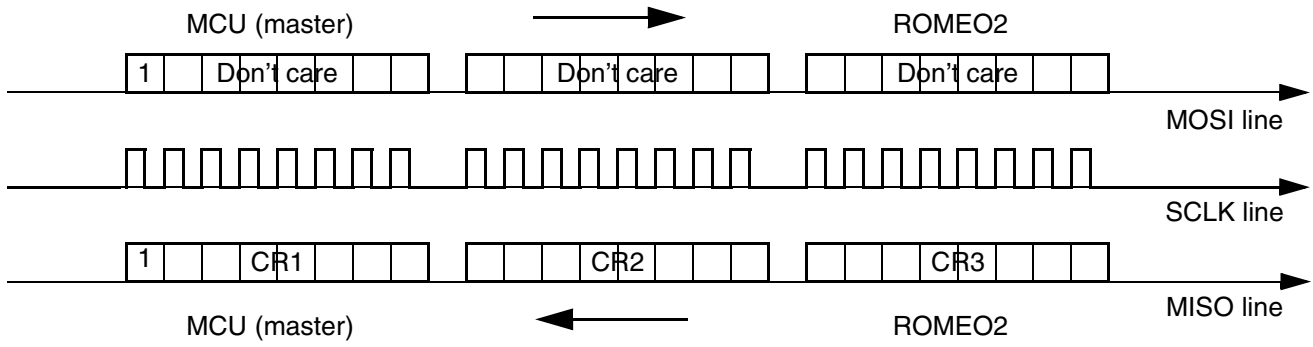 MCU (master) ROMEO2
1 Don't care Don't care Don't care
MOSI line
SCLK line
1 CR1 CR2 CR3
MISO line
MCU (master) ROMEO2